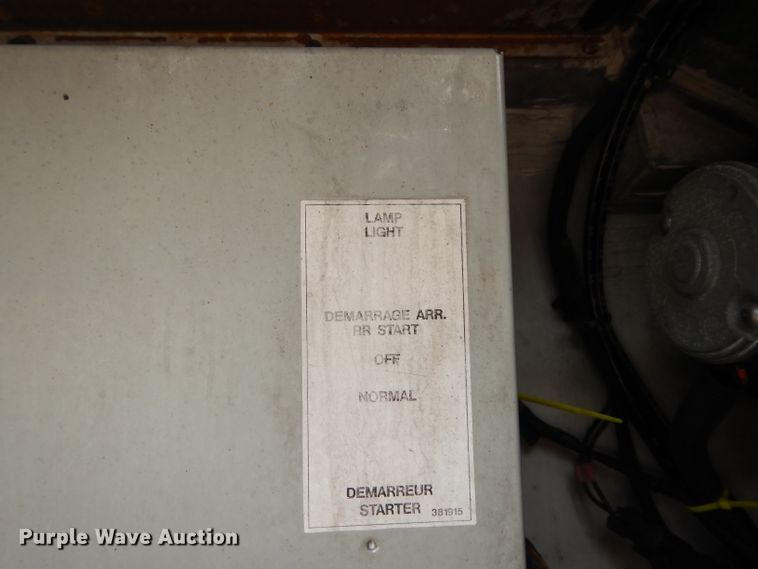 LAMP
LIGHT
DEMARRAGE ARR.
RR START
OFF
NORMAL
DEMARREUR
STARTER 381915
Purple Wave Auction